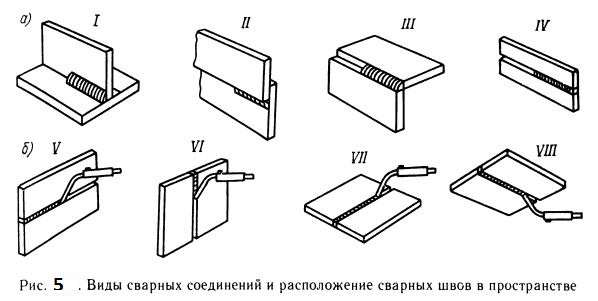 а) I II III IV
б) V VI VII VIII
Рис. 5 . Виды сварных соединений и расположение сварных швов в пространстве